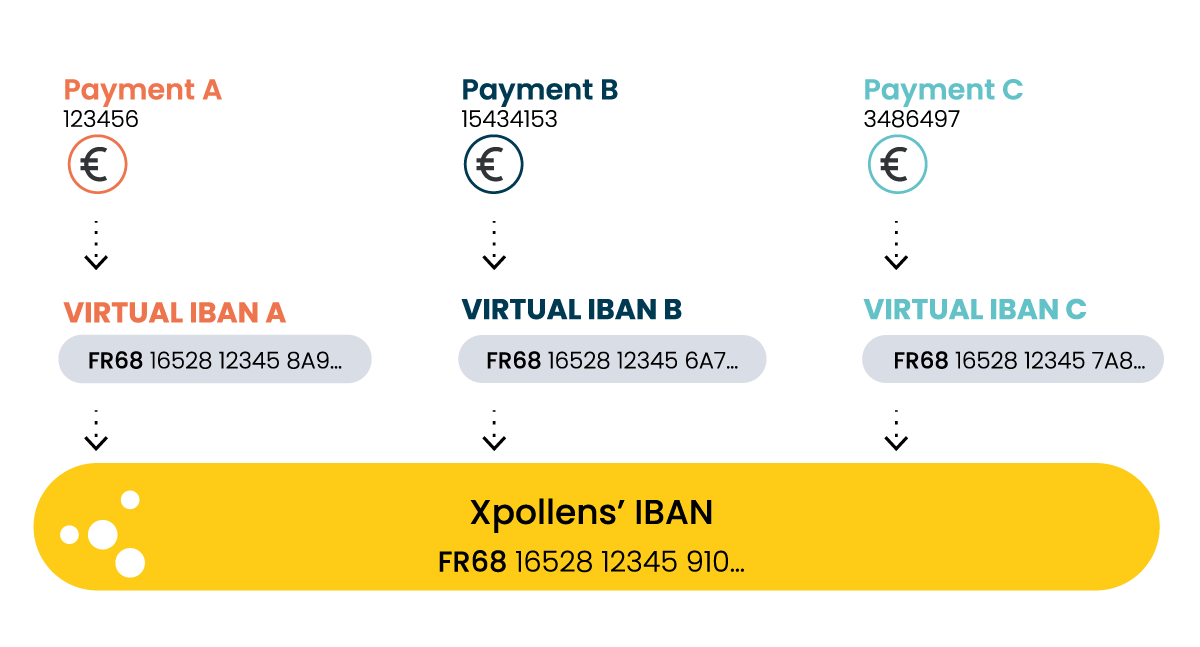 Payment A
123456
€
Payment B
15434153
€
Payment C
3486497
€
VIRTUAL IBAN A
FR68 16528 12345 8A9...
VIRTUAL IBAN B
FR68 16528 12345 6A7...
VIRTUAL IBAN C
FR68 16528 12345 7A8...
Xpollens’ IBAN
FR68 16528 12345 910...